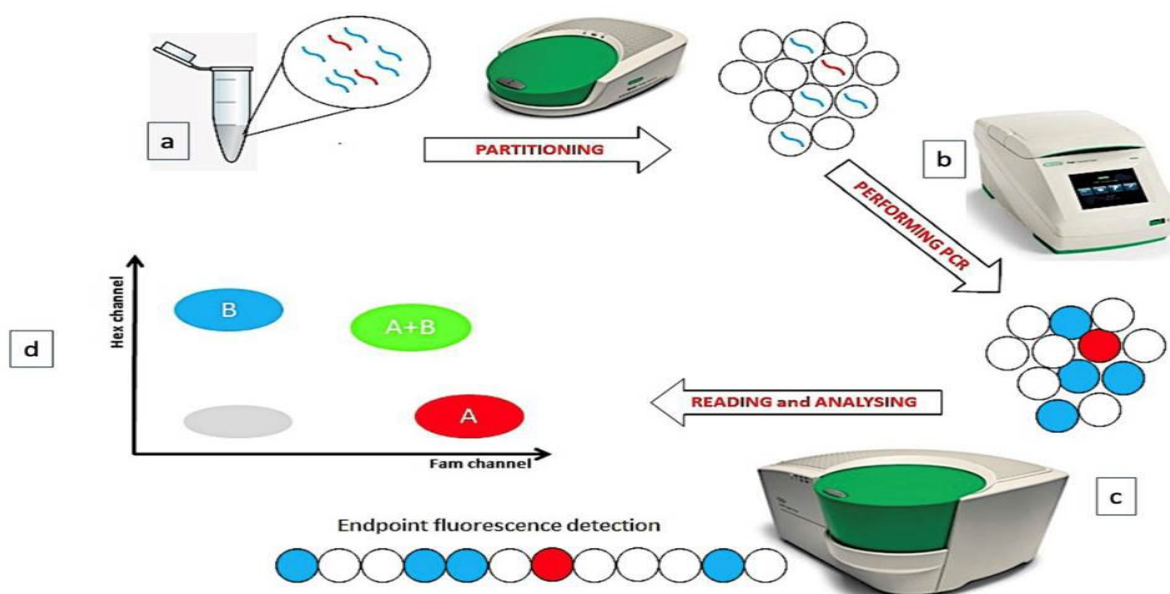 a
PARTITIONING
b
PERFORMING PCR
Hex channel
B
A+B
A
Fam channel
d
READING and ANALYSING
c
Endpoint fluorescence detection